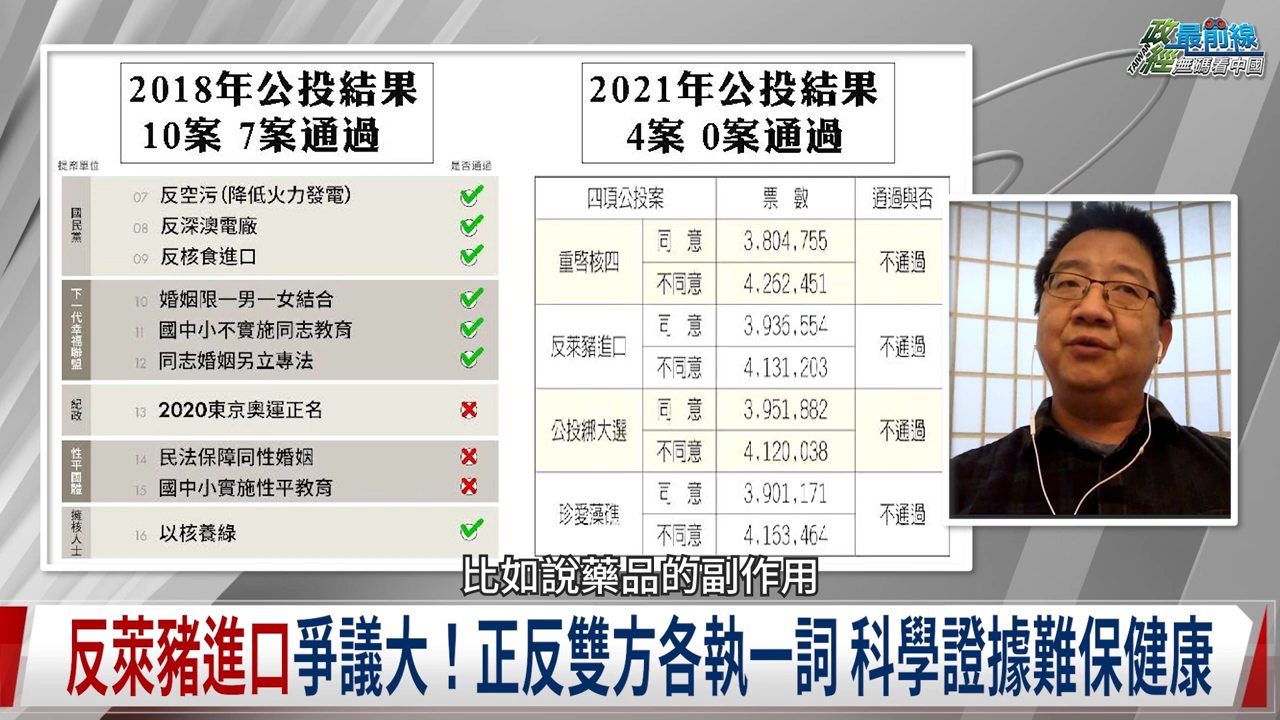 政經最前線
無碼看中國
2018年公投結果
10案 7案通過
提案單位 是否通過
國民黨
07 反空污(降低火力發電)
08 反深澳電廠
09 反核食進口
下一代幸福聯盟
10 婚姻限一男一女結合
11 國中小不實施同志教育
12 同志婚姻另立專法
紀政
13 2020東京奧運正名
性平團體
14 民法保障同性婚姻
15 國中小實施性平教育
擁核人士
16 以核養綠
2021年公投結果
4案 0案通過
四項公投案 票數 通過與否
重啓核四 同意 3,804,755 不通過
不同意 4,262,451
反萊豬進口 同意 3,936,554 不通過
不同意 4,131,203
公投綁大選 同意 3,951,882 不通過
不同意 4,120,038
珍愛藻礁 同意 3,901,171 不通過
不同意 4,163,464
比如說藥品的副作用
反萊豬進口爭議大!正反雙方各執一詞 科學證據難保健康